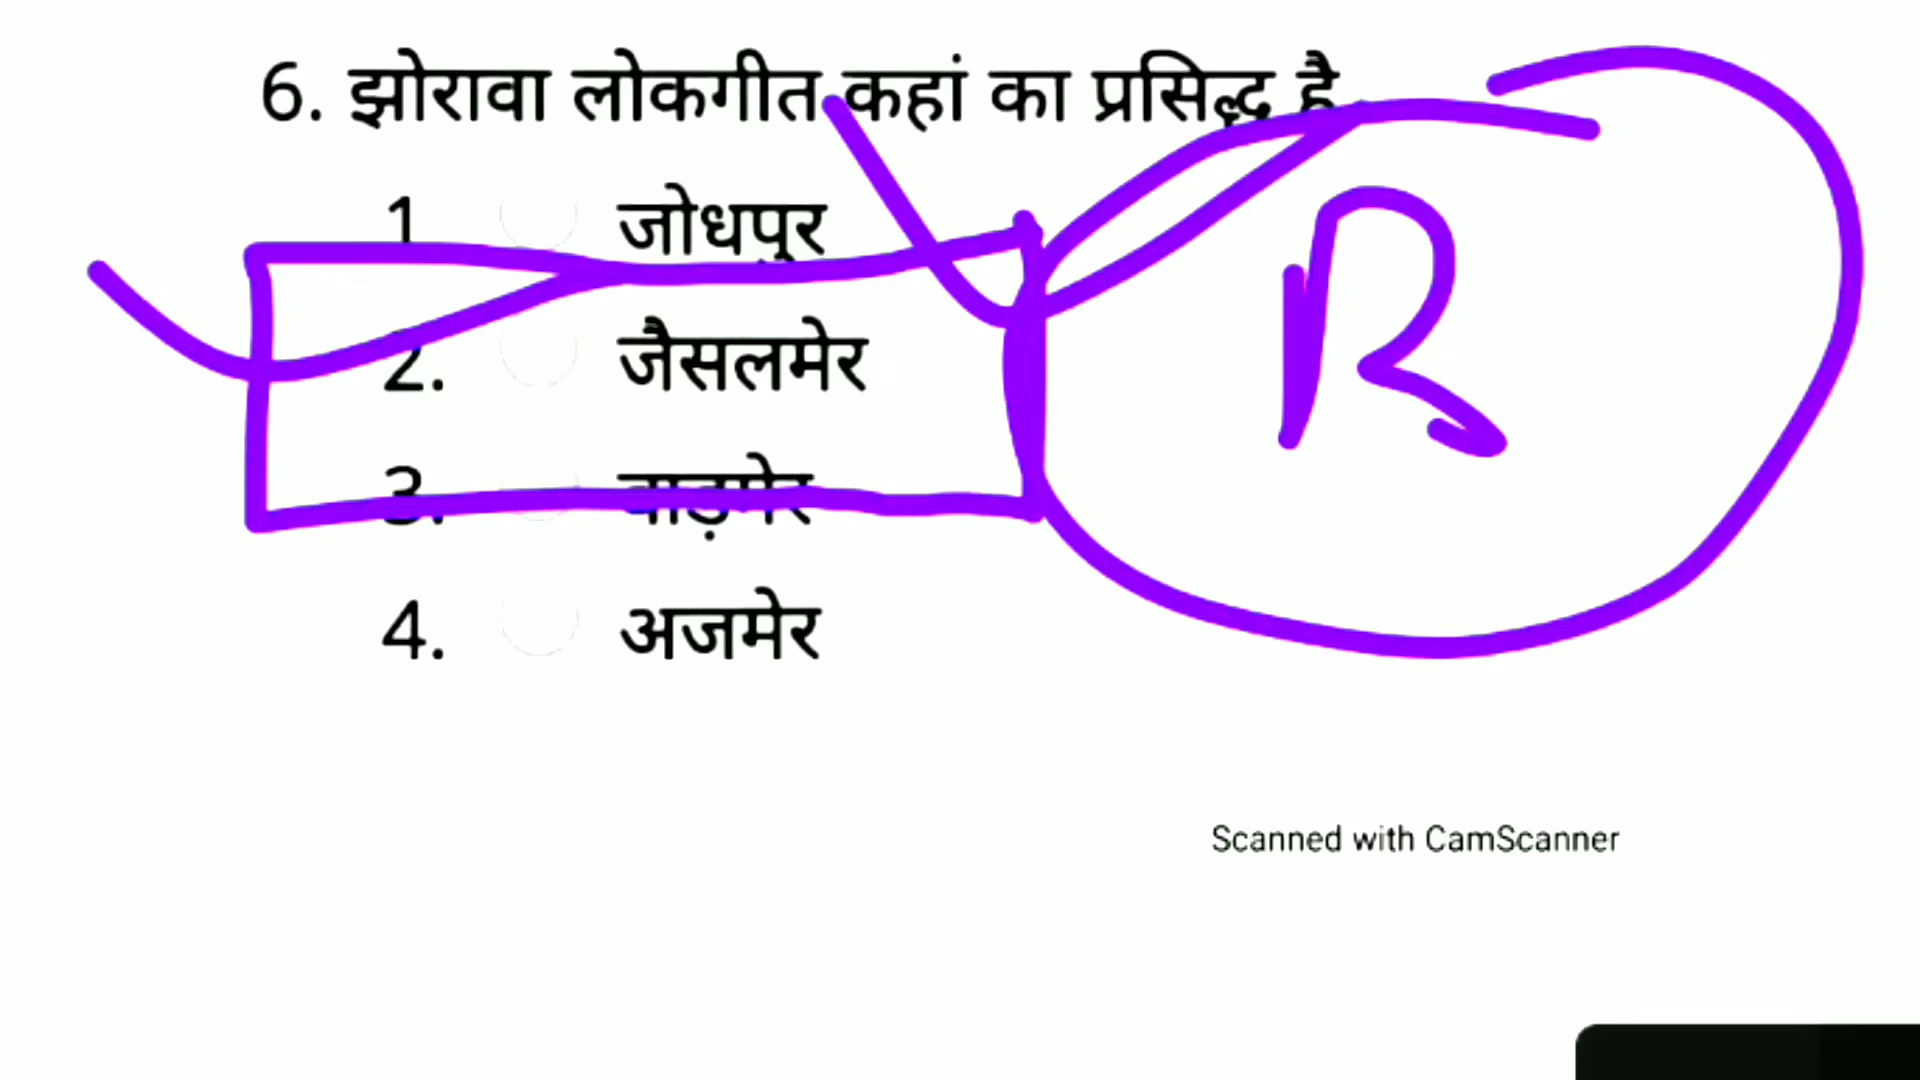 6. झोरावा लोकगीत कहां का प्रसिद्ध है
1 जोधपुर
2. जैसलमेर
3. बाड़मेर
4. अजमेर
B
Scanned with CamScanner